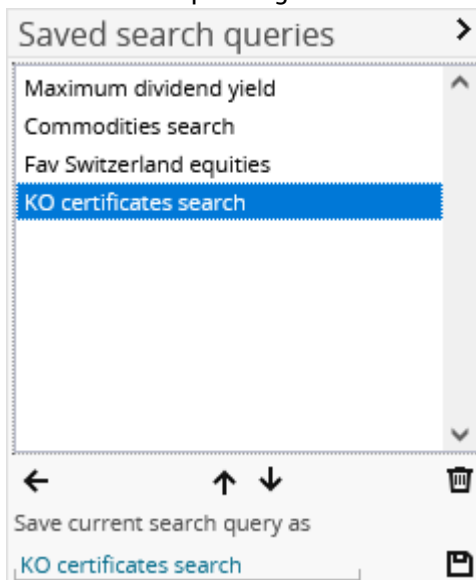 Saved search queries
Maximum dividend yield
Commodities search
Fav Switzerland equities
KO certificates search
Save current search query as
KO certificates search